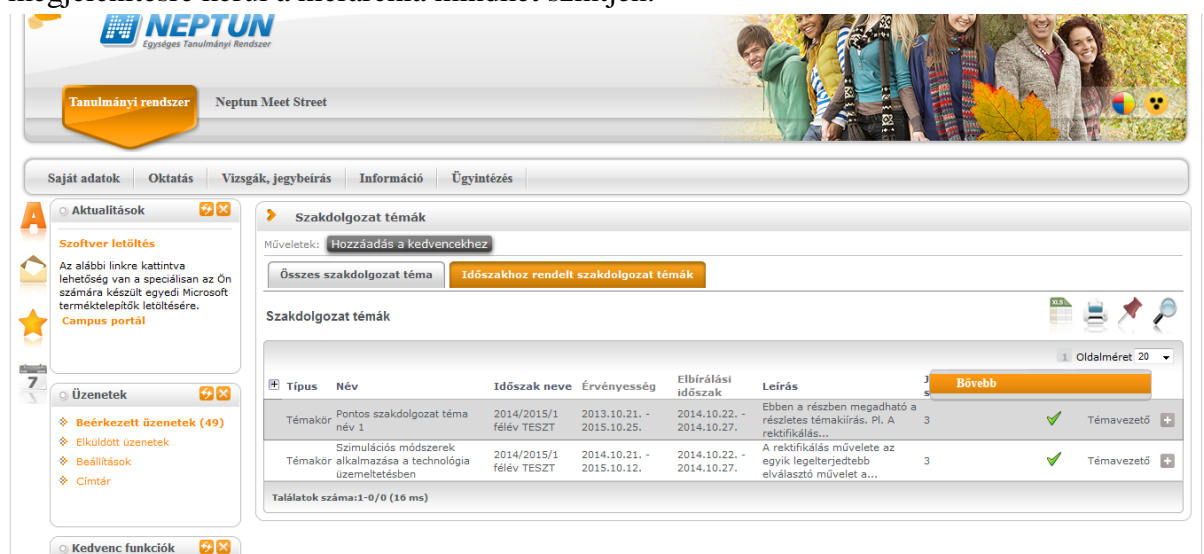 megjelenítésre kerül a hierarchia mindhét szintjén.
NEPTUN
Egységes Tanulmányi Rendszer
Tanulmányi rendszer Neptun Meet Street
Saját adatok Oktatás Vizsgák, jegybeírás Információ Ügyintézés
Aktualitások
Szoftver letöltés
Az alábbi linkre kattintva
lehetőség van a speciálisan az Ön
számára készült egyedi Microsoft
terméktelepítők letöltésére.
Campus portál
7
Üzenetek
Beérkezett üzenetek (49)
Elküldött üzenetek
Beállítások
Címtár
Kedvenc funkciók
Szakdolgozat témák
Műveletek: Hozzáadás a kedvencekhez
Összes szakdolgozat téma Időszakhoz rendelt szakdolgozat témák
Szakdolgozat témák
XLS
1 Oldalméret 20
Típus Név Időszak neve Érvényesség Elbírálási időszak Leírás
Bővebb
Témakör Pontos szakdolgozat téma név 1 2014/2015/1 félév TESZT 2013.10.21. - 2015.10.25. 2014.10.22. - 2014.10.27. Ebben a részben megadható a részletes témakiírás. Pl. A rektifikálás... 3 Témavezető
Témakör Szimulációs módszerek alkalmazása a technológia üzemeltetésben 2014/2015/1 félév TESZT 2014.10.21. - 2015.10.12. 2014.10.22. - 2014.10.27. A rektifikálás művelete az egyik legelterjedtebb elválasztó művelet a... 3 Témavezető
Találatok száma:1-0/0 (16 ms)